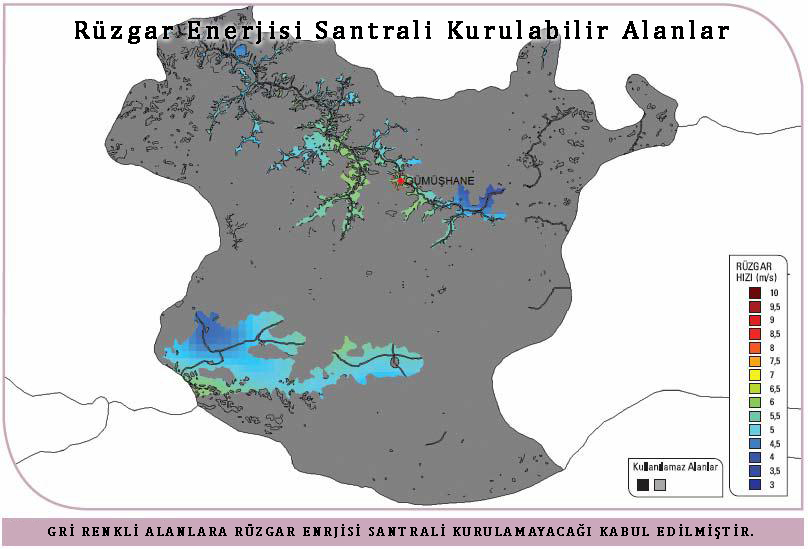 Rüzgar Enerjisi Santrali Kurulabilir Alanlar
GÜMÜŞHANE
RÜZGAR
HIZI (m/s)
10
9,5
9
8,5
8
7,5
7
6,5
6
5,5
5
4,5
4
3,5
3
Kullanılamaz Alanlar
GRİ RENKLİ ALANLARA RÜZGAR ENRJİSİ SANTRALİ KURULAMAYACAĞI KABUL EDİLMİŞTİR.